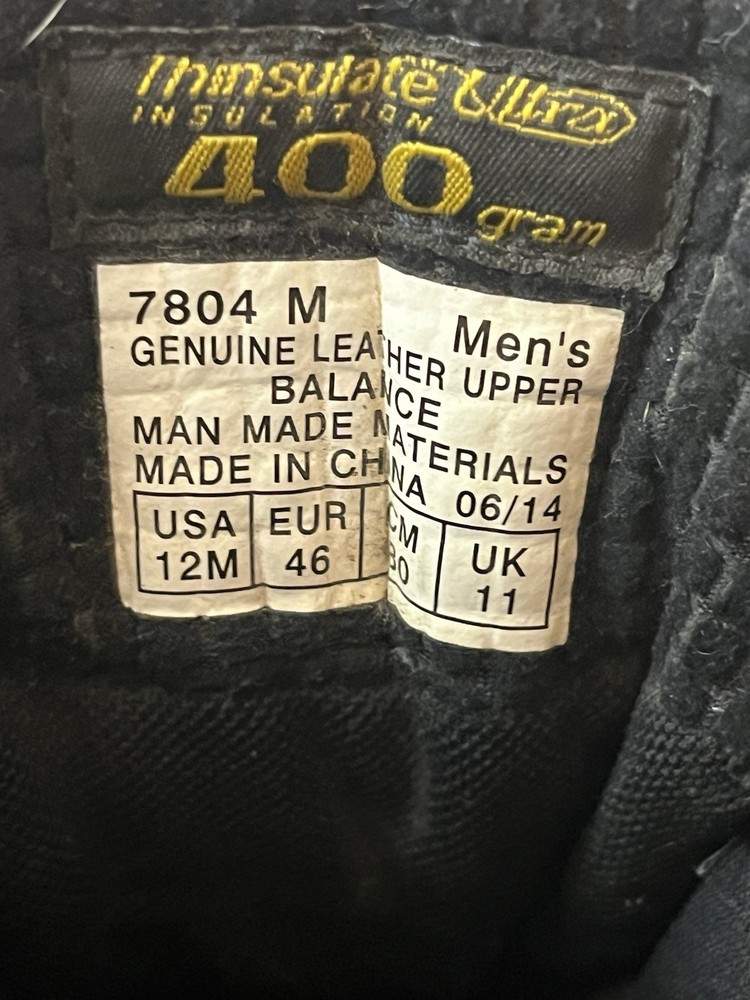 Thinsulate Ultra
INSULATION
400 gram
7804 M Men's
GENUINE LEATHER UPPER
BALANCE
MAN MADE MATERIALS
MADE IN CHINA 06/14
USA EUR CM UK
12M 46 30 11